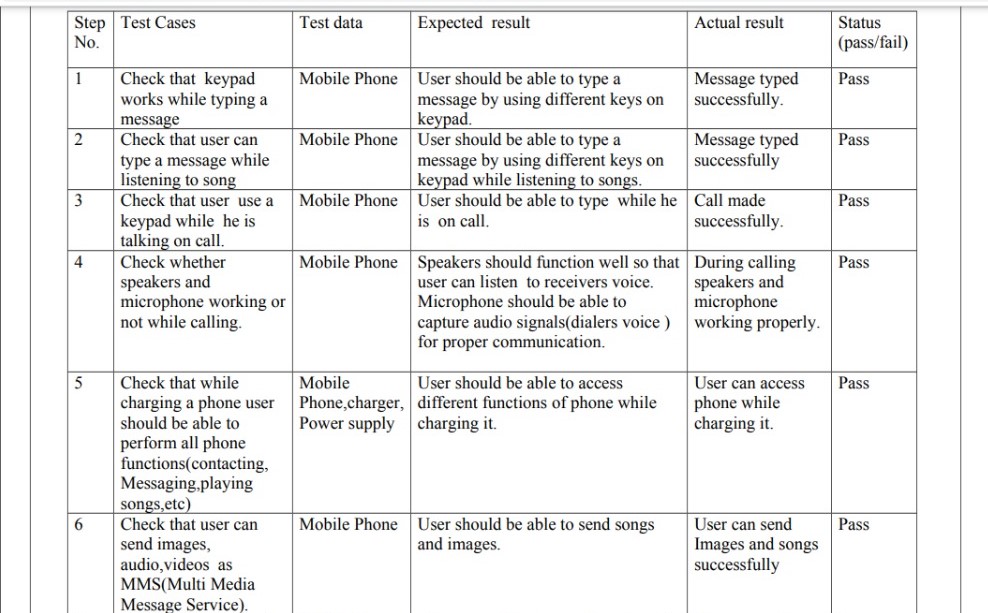 Step No.	Test Cases	Test data	Expected  result	Actual result	Status (pass/fail)
1	Check that  keypad works while typing a message	Mobile Phone	User should be able to type a message by using different keys on keypad.	Message typed successfully.	Pass
2	Check that user can type a message while listening to song	Mobile Phone	User should be able to type a message by using different keys on keypad while listening to songs.	Message typed successfully	Pass
3	Check that user  use a keypad while  he is talking on call.	Mobile Phone	User should be able to type  while he is  on call.	Call made successfully.	Pass
4	Check whether speakers and microphone working or not while calling.	Mobile Phone	Speakers should function well so that user can listen  to receivers voice. Microphone should be able to capture audio signals(dialers voice ) for proper communication.	During calling speakers and microphone working properly.	Pass
5	Check that while charging a phone user should be able to perform all phone functions(contacting, Messaging,playing songs,etc)	Mobile Phone,charger, Power supply	User should be able to access different functions of phone while charging it.	User can access phone while charging it.	Pass
6	Check that user can send images, audio,videos  as MMS(Multi Media Message Service).	Mobile Phone	User should be able to send songs and images.	User can send Images and songs successfully	Pass